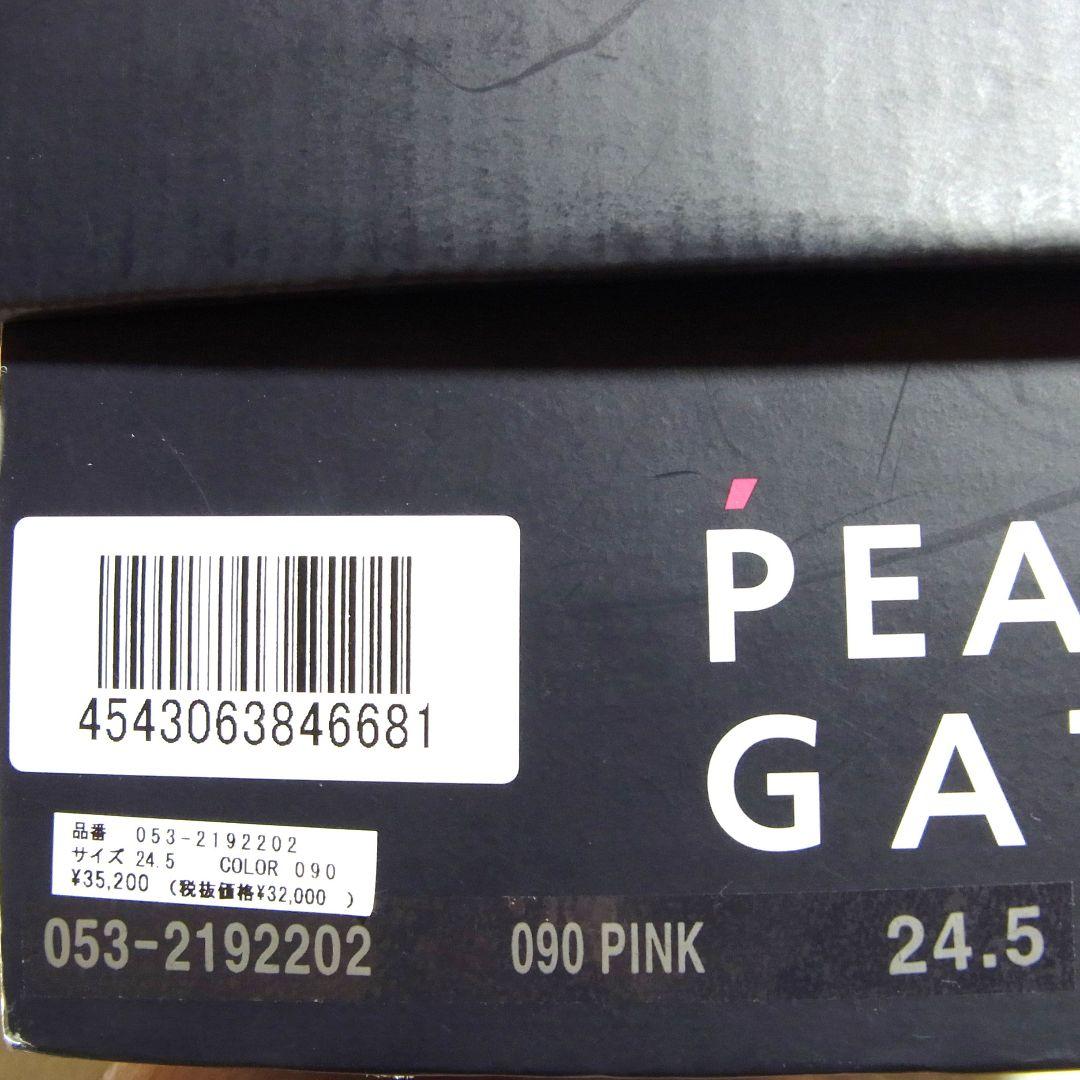 PEA
GA
4543063846681
品番 053-2192202
サイズ 24.5 COLOR 090
¥35,200 (税抜価格¥32,000 )
053-2192202 090 PINK 24.5